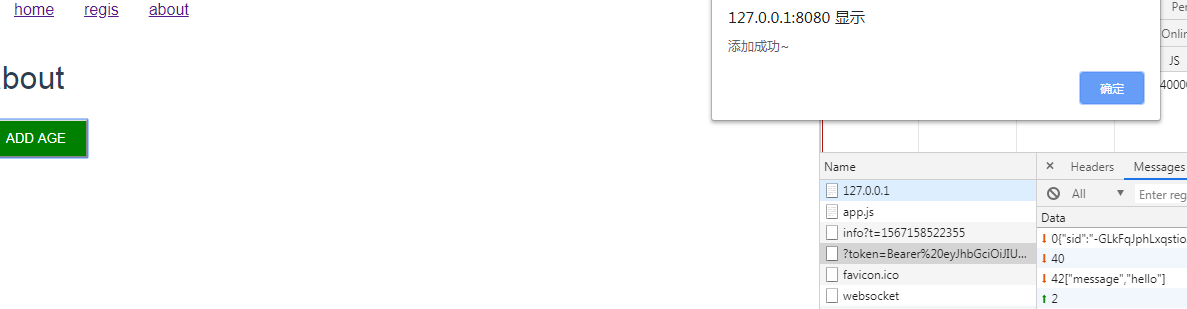 home regis about
127.0.0.1:8080 显示
添加成功~
确定
bout
ADD AGE
Onlin
JS
Name
127.0.0.1
app.js
info?t=1567158522355
?token=Bearer%20eyJhbGciOiJIU...
favicon.ico
websocket
× Headers Messages
All ▼ Enter reg
Data
0{"sid":"-GLkFqJphLxqstio
40
42["message","hello"]
2